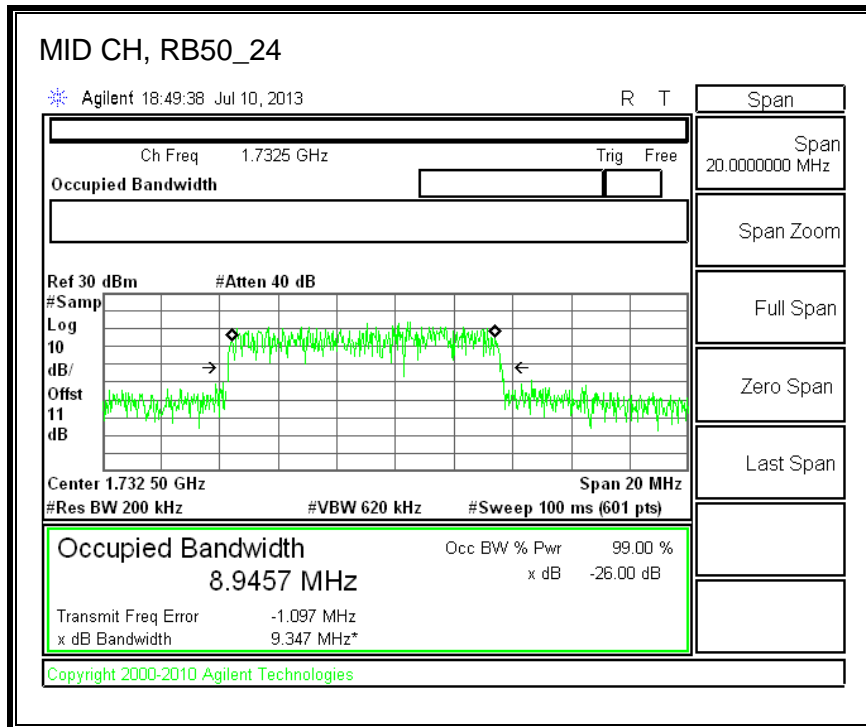 MID CH, RB50_24
Agilent 18:49:38 Jul 10, 2013 R T
Span
Ch Freq 1.7325 GHz Trig Free
Occupied Bandwidth
Span
20.0000000 MHz
Span Zoom
Full Span
Zero Span
Last Span
Ref 30 dBm #Atten 40 dB
#Samp
Log
10
dB/
Offst
11
dB
Center 1.732 50 GHz Span 20 MHz
#Res BW 200 kHz #VBW 620 kHz #Sweep 100 ms (601 pts)
Occupied Bandwidth Occ BW % Pwr 99.00 %
8.9457 MHz x dB -26.00 dB
Transmit Freq Error -1.097 MHz
x dB Bandwidth 9.347 MHz*
Copyright 2000-2010 Agilent Technologies